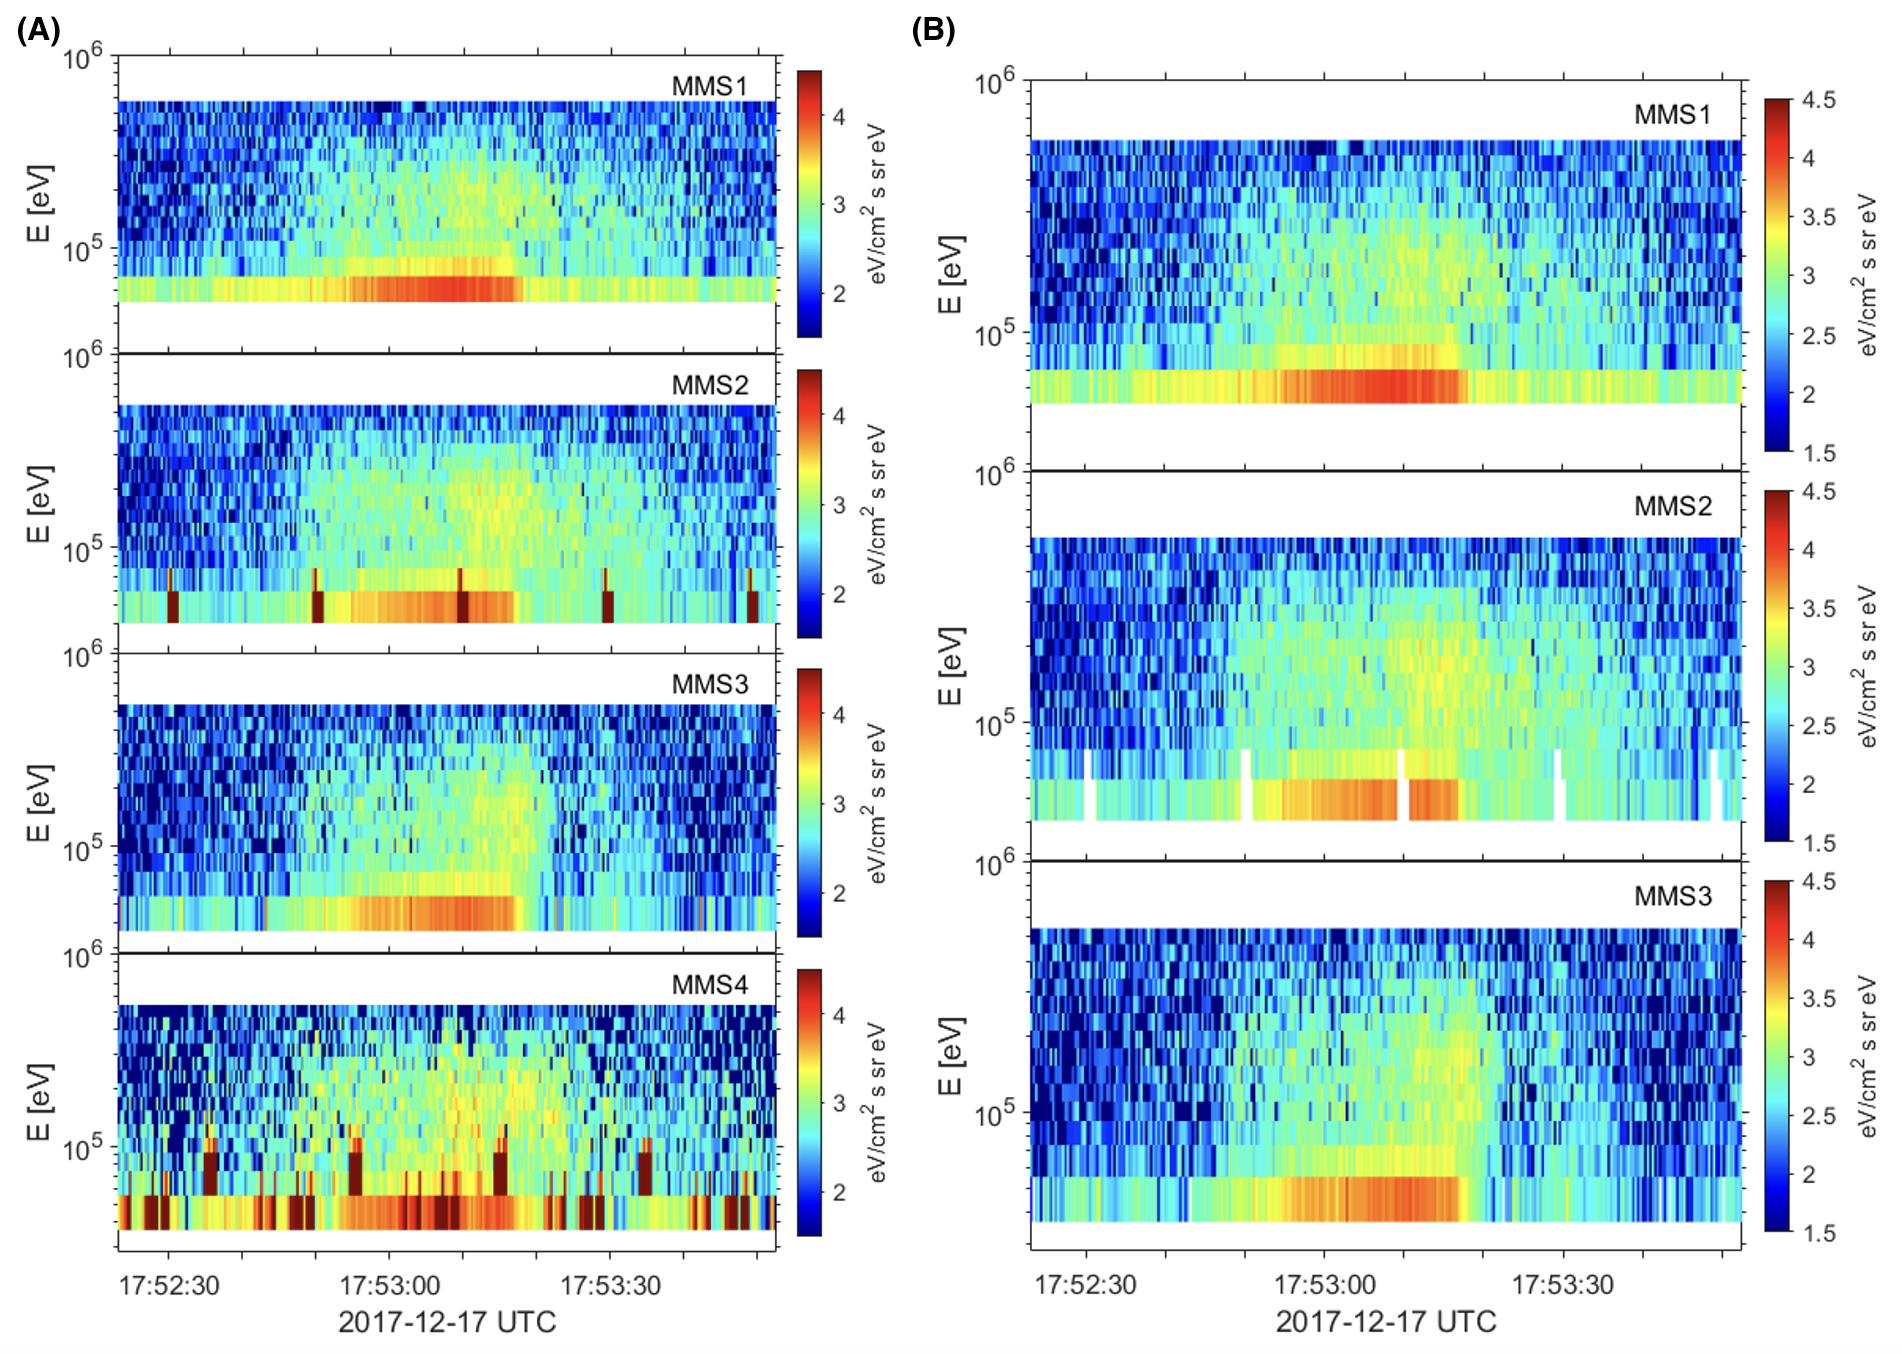 (A)
10^6
MMS1
E [eV]
10^5
4
3
2
eV/cm^2 s sr eV
10^6
MMS2
E [eV]
10^5
4
3
2
eV/cm^2 s sr eV
10^6
MMS3
E [eV]
10^5
4
3
2
eV/cm^2 s sr eV
10^6
MMS4
E [eV]
10^5
4
3
2
eV/cm^2 s sr eV
17:52:30 17:53:00 17:53:30
2017-12-17 UTC
(B)
10^6
MMS1
E [eV]
10^5
4.5
4
3.5
3
2.5
2
1.5
eV/cm^2 s sr eV
10^6
MMS2
E [eV]
10^5
4.5
4
3.5
3
2.5
2
1.5
eV/cm^2 s sr eV
10^6
MMS3
E [eV]
10^5
4.5
4
3.5
3
2.5
2
1.5
eV/cm^2 s sr eV
17:52:30 17:53:00 17:53:30
2017-12-17 UTC